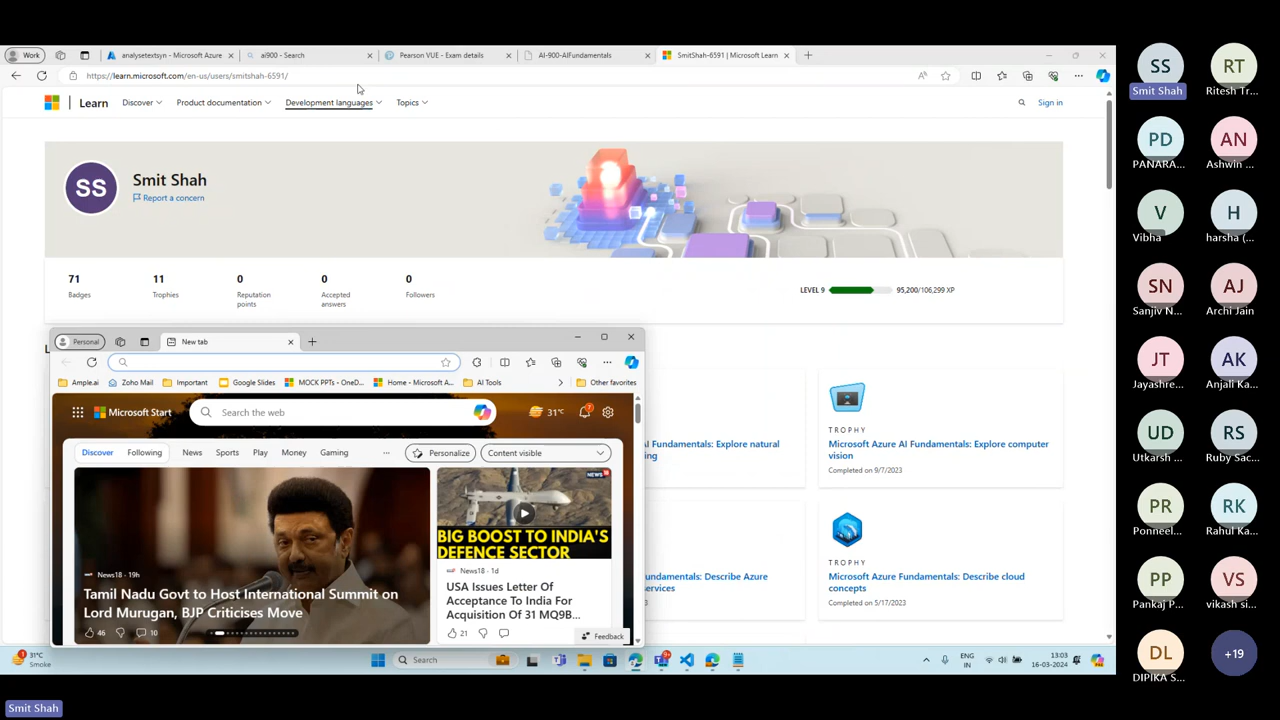 Work
analysetextsyn - Microsoft Azure
ai900 - Search
Pearson VUE - Exam details
AI-900-AIFundamentals
SmitShah-6591 | Microsoft Learn
https://learn.microsoft.com/en-us/users/smitshah-6591/
Learn
Discover
Product documentation
Development languages
Topics
Sign in
SS
Smit Shah
Report a concern
71
Badges
11
Trophies
0
Reputation
points
0
Accepted
answers
0
Followers
LEVEL 9
95,200/106,299 XP
Personal
New tab
Ample.ai
Zoho Mail
Important
Google Slides
MOCK PPTs - OneD...
Home - Microsoft A...
AI Tools
Other favorites
Microsoft Start
Search the web
31°C
7
Discover
Following
News
Sports
Play
Money
Gaming
...
Personalize
Content visible
News18 - 19h
Tamil Nadu Govt to Host International Summit on
Lord Murugan, BJP Criticises Move
46
10
NEWS18
BIG BOOST TO INDIA'S
DEFENCE SECTOR
News18 - 1d
USA Issues Letter Of
Acceptance To India For
Acquisition Of 31 MQ9B...
21
Feedback
AI Fundamentals: Explore natural
ing
TROPHY
Microsoft Azure AI Fundamentals: Explore computer
vision
Completed on 9/7/2023
undamentals: Describe Azure
services
TROPHY
Microsoft Azure Fundamentals: Describe cloud
concepts
Completed on 5/17/2023
1
31°C
Smoke
Search
9+
ENG
IN
13:03
16-03-2024
SS
Smit Shah
RT
Ritesh Tr...
PD
PANARA...
AN
Ashwin ...
V
Vibha
H
harsha (...
SN
Sanjiv N...
AJ
Archi Jain
JT
Jayashre...
AK
Anjali Ka...
UD
Utkarsh ...
RS
Ruby Sac...
PR
Ponneel...
RK
Rahul Ka...
PP
Pankaj P...
VS
vikash si...
DL
DIPIKA S...
+19
Smit Shah